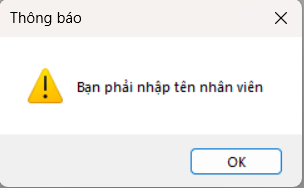 Thông báo
Bạn phải nhập tên nhân viên
OK